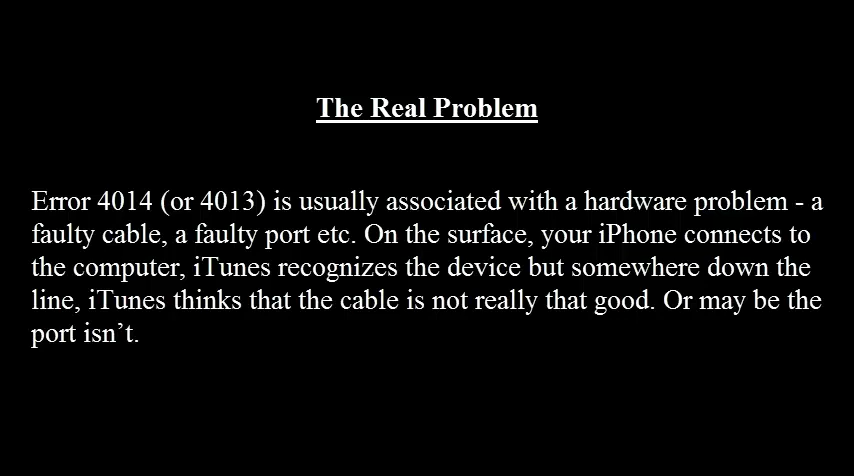 The Real Problem
Error 4014 (or 4013) is usually associated with a hardware problem - a
faulty cable, a faulty port etc. On the surface, your iPhone connects to
the computer, iTunes recognizes the device but somewhere down the
line, iTunes thinks that the cable is not really that good. Or may be the
port isn’t.